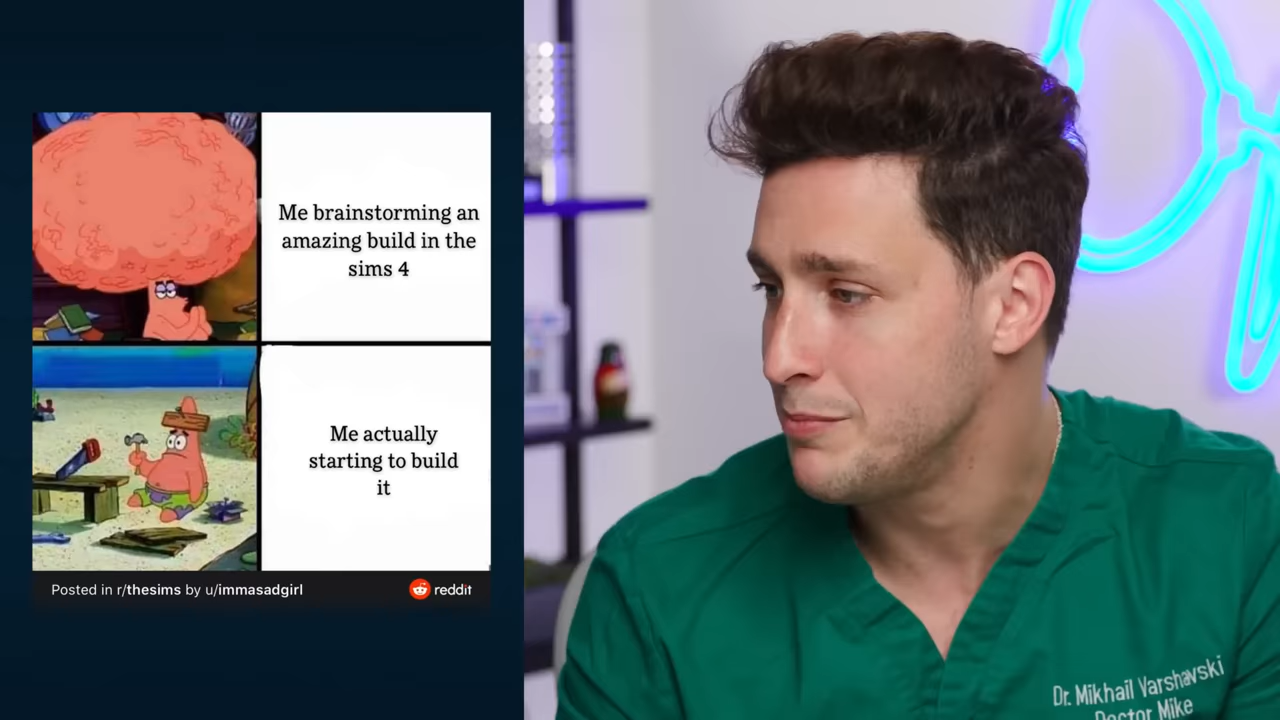 Me brainstorming an
amazing build in the
sims 4
Me actually
starting to build
it
Posted in r/thesims by u/immasadgirl
reddit
Dr. Mikhail Varshavski
Doctor Mike